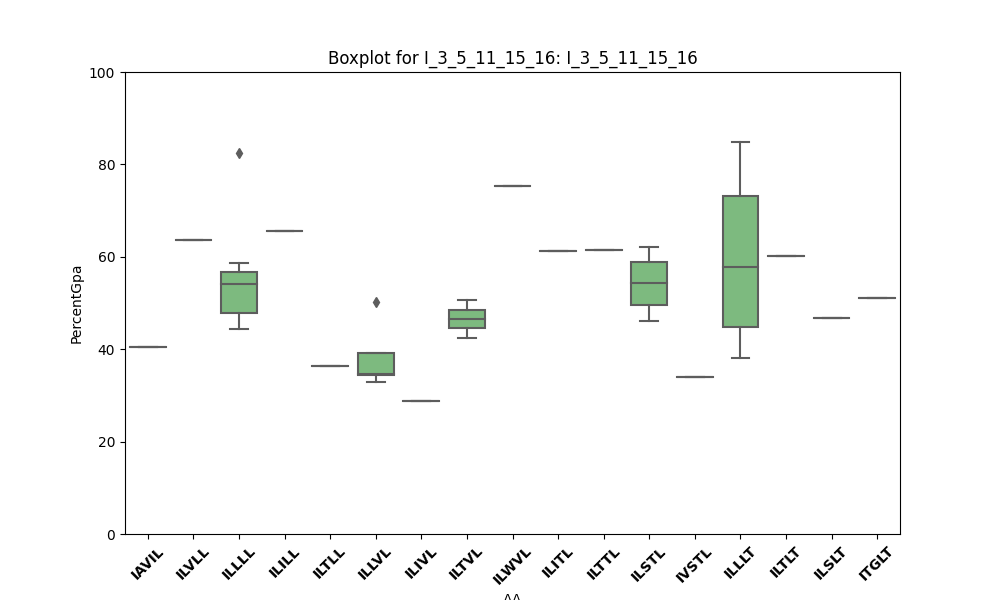 Boxplot for I_3_5_11_15_16: I_3_5_11_15_16
100
80
60
40
20
0
PercentGpa
IAVIL ILVLL ILLLL ILILL ILTLL ILLVL ILIVL ILTVL ILWVL ILITL ILTTL ILSTL IVSTL ILLLT ILTLT ILSLT ITGLT
AA